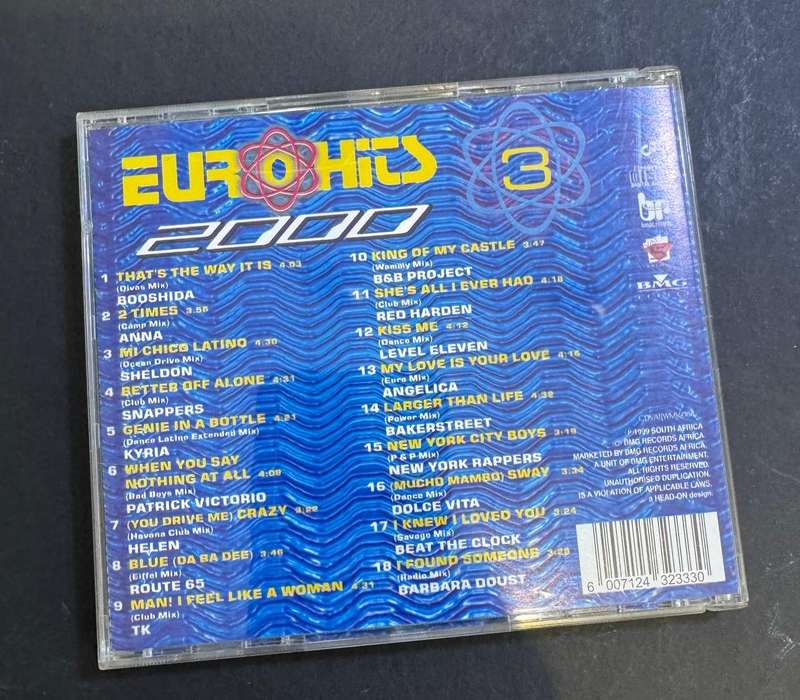 EUROHITS
2000
3
1 THAT'S THE WAY IT IS 4.03
(Divas Mix)
BOOSHIDA
2 2 TIMES 3.56
(Camp Mix)
ANNA
3 MI CHICO LATINO 4:30
(Ocean Drive Mix)
SHELDON
4 BETTER OFF ALONE 4:31
(Club Mix)
SNAPPERS
5 GENIE IN A BOTTLE 4.21
(Dance Latino Extended Mix)
KYRIA
6 WHEN YOU SAY
NOTHING AT ALL 4:09
(Bad Boys Mix)
PATRICK VICTORIO
7 (YOU DRIVE ME) CRAZY 3:22
(Havona Club Mix)
HELEN
8 BLUE (DA BA DEE) 3.46
(Eiffel Mix)
ROUTE 65
9 MAN! I FEEL LIKE A WOMAN 4.31
(Club Mix)
TK
10 KING OF MY CASTLE 3:47
(Wammy Mix)
B&B PROJECT
11 SHE'S ALL I EVER HAD 4:18
(Club Mix)
RED HARDEN
12 KISS ME 4:12
(Dance Mix)
LEVEL ELEVEN
13 MY LOVE IS YOUR LOVE 4:15
(Euro Mix)
ANGELICA
14 LARGER THAN LIFE 4:32
(Power Mix)
BAKERSTREET
15 NEW YORK CITY BOYS 3:19
(P & P Mix)
NEW YORK RAPPERS
16 (MUCHO MAMBO) SWAY 3:34
(Dance Mix)
DOLCE VITA
17 I KNEW I LOVED YOU 3:24
(Savage Mix)
BEAT THE CLOCK
18 I FOUND SOMEONE 3:28
(Radio Mix)
BARBARA DOUST
BMG
℗ 1999 SOUTH AFRICA
© BMG RECORDS AFRICA.
MARKETED BY BMG RECORDS AFRICA.
A UNIT OF BMG ENTERTAINMENT.
ALL RIGHTS RESERVED.
UNAUTHORISED DUPLICATION.
IS A VIOLATION OF APPLICABLE LAWS.
a HEAD-ON design.
6 007124 323330